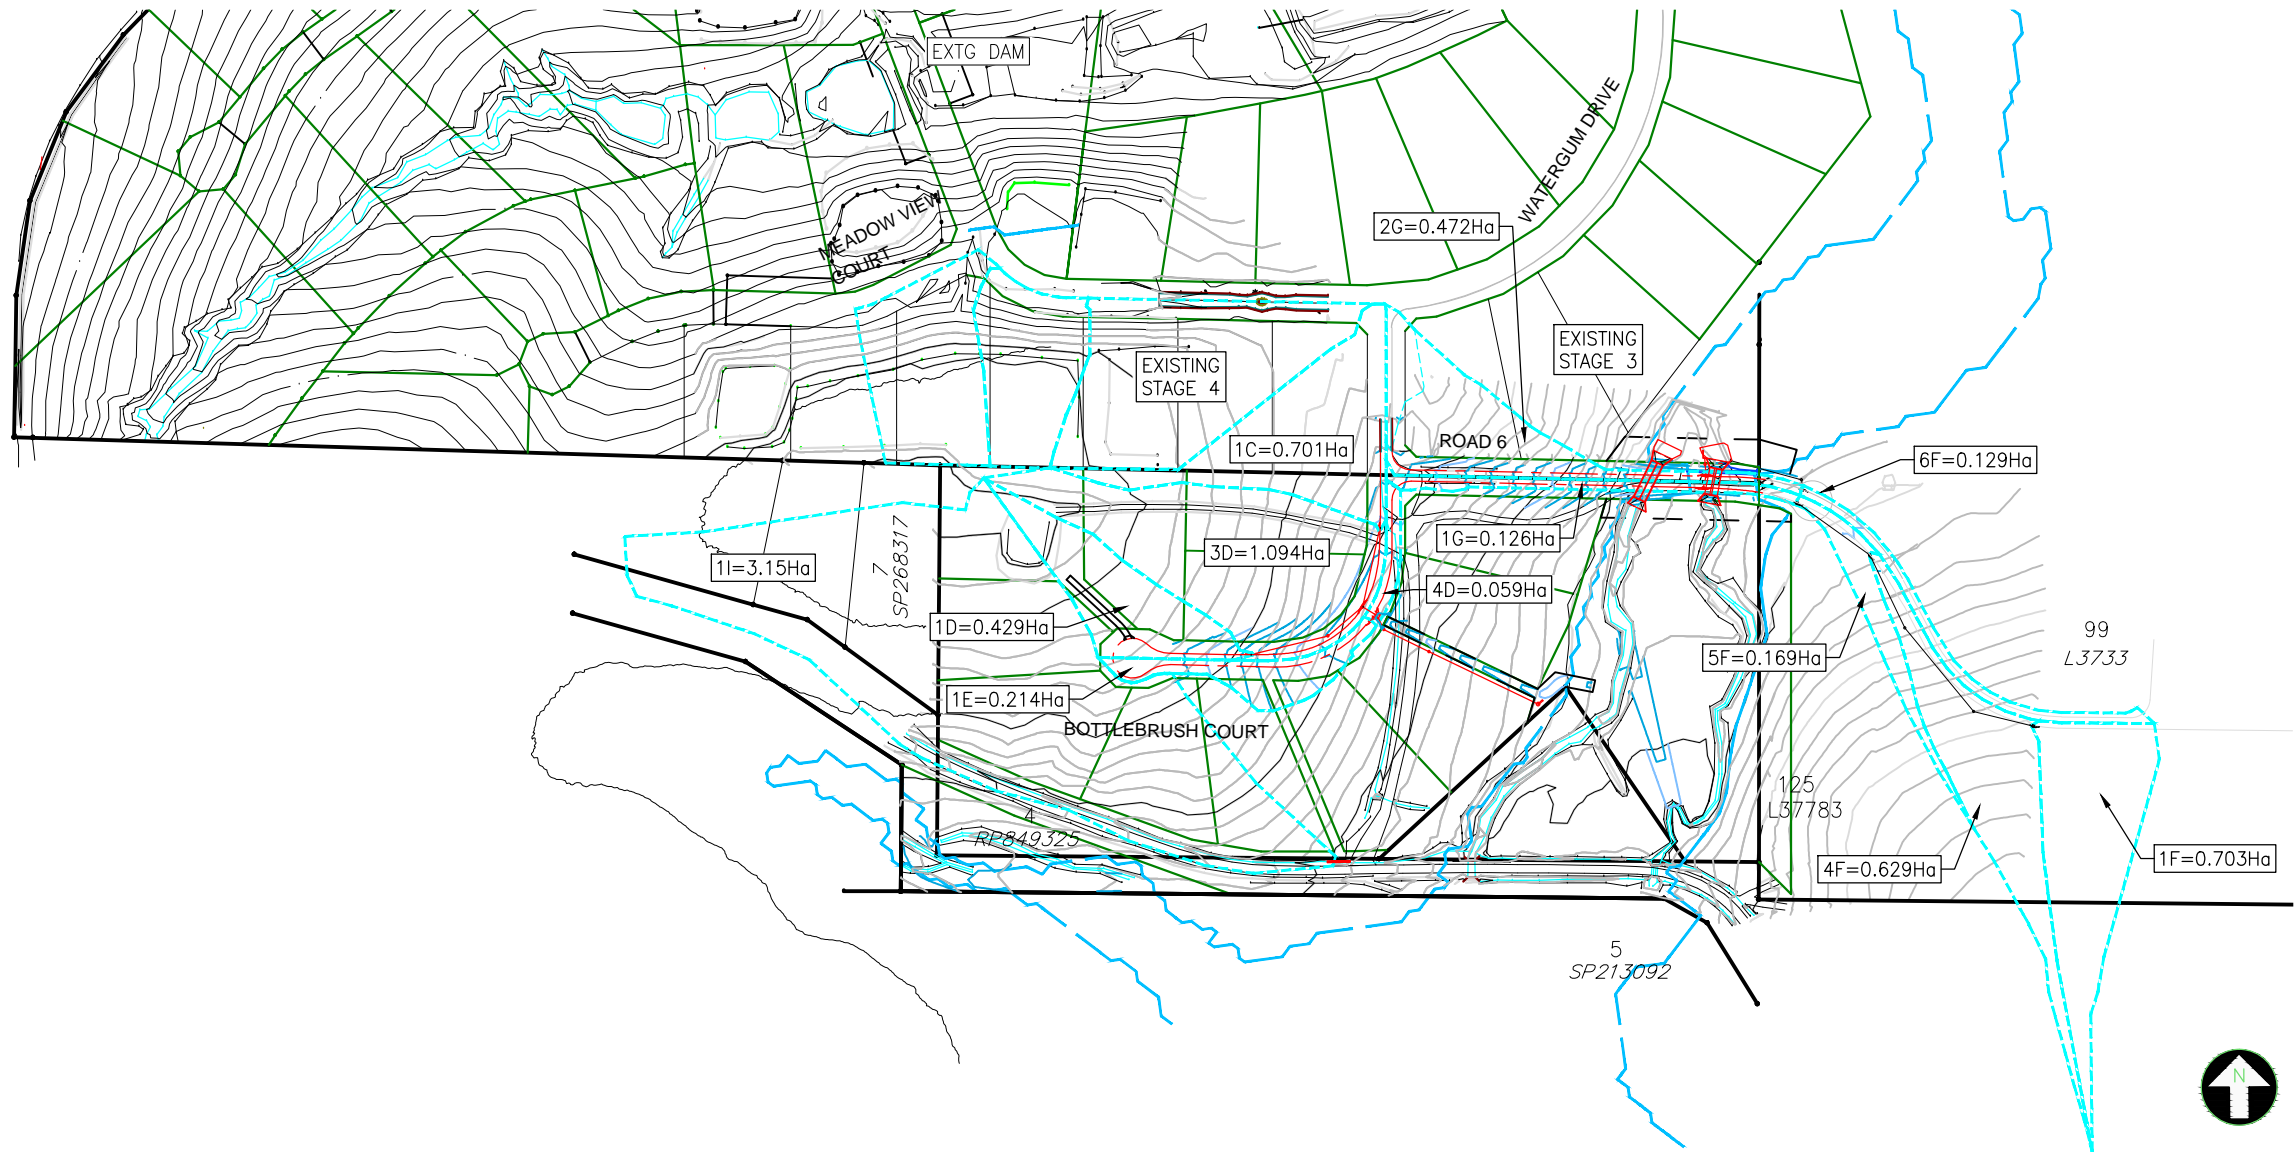 EXTG DAM
WATERGUM DRIVE
MEADOW VIEW
COURT
2G=0.472Ha
EXISTING
STAGE 3
EXISTING
STAGE 4
1C=0.701Ha
ROAD 6
6F=0.129Ha
1G=0.126Ha
3D=1.094Ha
1I=3.15Ha
7
SP268317
4D=0.059Ha
1D=0.429Ha
99
L3733
5F=0.169Ha
1E=0.214Ha
BOTTLEBRUSH COURT
125
L37783
4
RP849325
4F=0.629Ha
1F=0.703Ha
5
SP213092
N